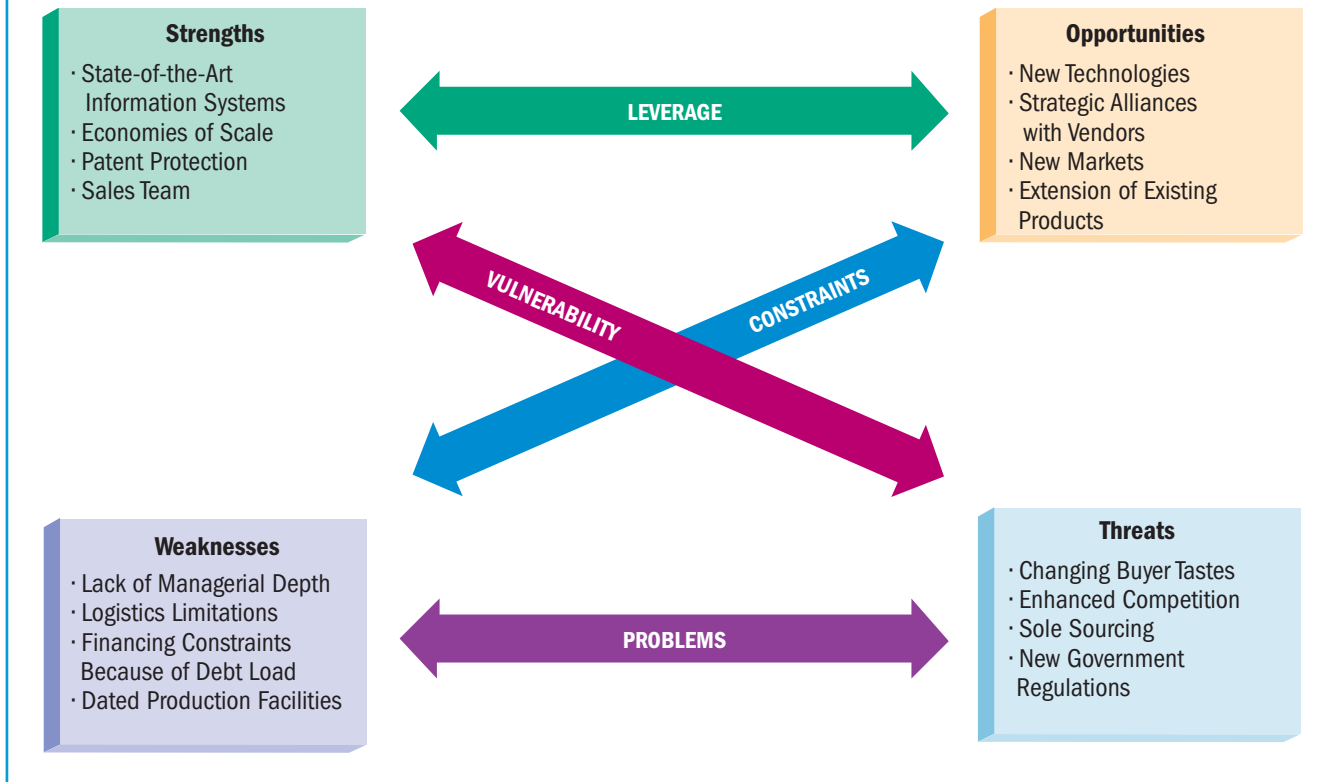 Strengths
· State-of-the-Art
Information Systems
· Economies of Scale
· Patent Protection
· Sales Team
Opportunities
· New Technologies
· Strategic Alliances
with Vendors
· New Markets
· Extension of Existing
Products
LEVERAGE
VULNERABILITY
CONSTRAINTS
Weaknesses
· Lack of Managerial Depth
· Logistics Limitations
· Financing Constraints
Because of Debt Load
· Dated Production Facilities
PROBLEMS
Threats
· Changing Buyer Tastes
· Enhanced Competition
· Sole Sourcing
· New Government
Regulations